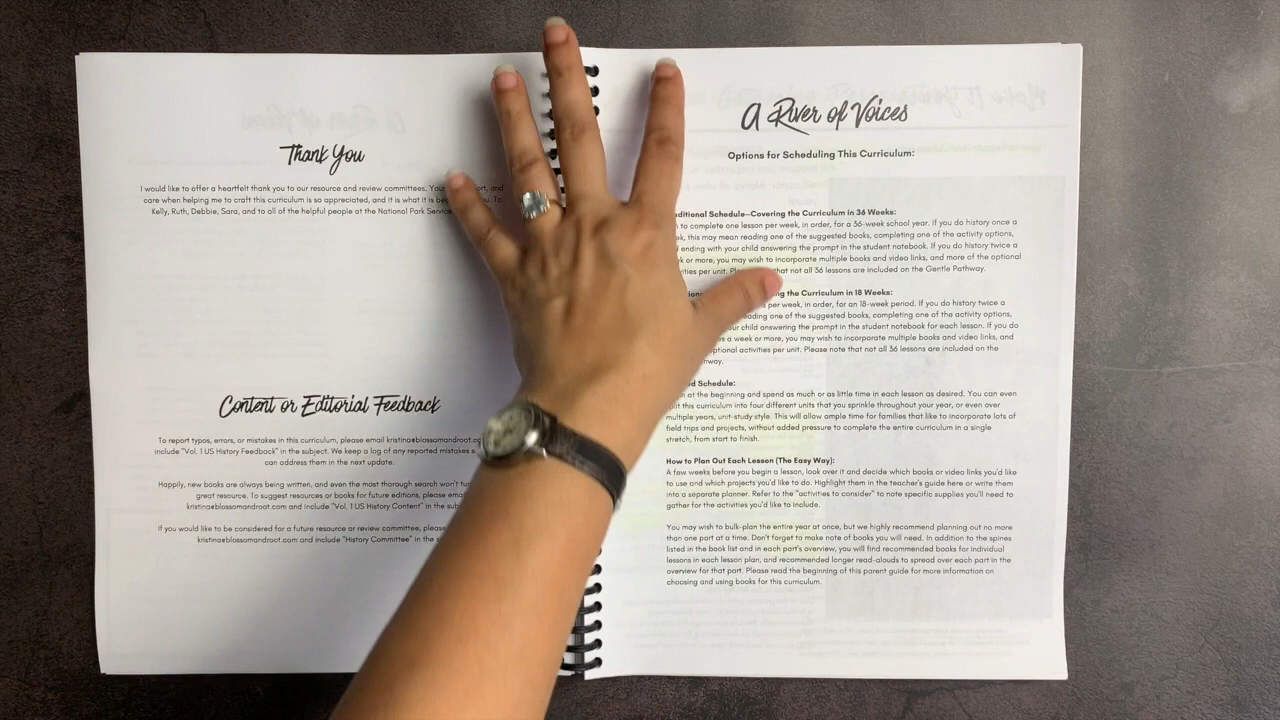 Thank You
I would like to offer a heartfelt thank you to our resource and review committees. Your and
care when helping me to craft this curriculum is so appreciated, and it is what it is To
Kelly, Ruth, Debbie, Sara, and to all of the helpful people at the National Park Service
Content or Editorial Feedback
To report typos, errors, or mistakes in this curriculum, please email
include "Vol. 1 US History Feedback" in the subject. We keep a log of any reported mistakes
can address them in the next update.
Happily, new books are always being written, and even the most thorough search won't
great resource. To suggest resources or books for future editions, please
kristina@blossomandroot.com and include "Vol. 1 US History Content" in the
If you would like to be considered for a future resource or review committee,
kristina@blossomandroot.com and include "History Committee" in the
A River of Voices
Options for Scheduling This Curriculum:
Schedule—Covering the Curriculum in 36 Weeks:
to complete one lesson per week, in order, for a 36-week school year. If you do history once a
this may mean reading one of the suggested books, completing one of the activity options,
ending with your child answering the prompt in the student notebook. If you do history twice a
or more, you may wish to incorporate multiple books and video links, and more of the optional
per unit. that not all 36 lessons are included on the Gentle Pathway.
the Curriculum in 18 Weeks:
per week, in order, for an 18-week period. If you do history twice a
one of the suggested books, completing one of the activity options,
child answering the prompt in the student notebook for each lesson. If you do
a week or more, you may wish to incorporate multiple books and video links, and
activities per unit. Please note that not all 36 lessons are included on the
Schedule:
at the beginning and spend as much or as little time in each lesson as desired. You can even
this curriculum into four different units that you sprinkle throughout your year, or even over
multiple years, unit-study style. This will allow ample time for families that like to incorporate lots of
field trips and projects, without added pressure to complete the entire curriculum in a single
stretch, from start to finish.
How to Plan Out Each Lesson (The Easy Way):
A few weeks before you begin a lesson, look over it and decide which books or video links you'd like
to use and which projects you'd like to do. Highlight them in the teacher's guide here or write them
into a separate planner. Refer to the "activities to consider" to note specific supplies you'll need to
gather for the activities you'd like to include.
You may wish to bulk-plan the entire year at once, but we highly recommend planning out no more
than one part at a time. Don't forget to make note of books you will need. In addition to the spines
listed in the book list and in each part's overview, you will find recommended books for individual
lessons in each lesson plan, and recommended longer read-alouds to spread over each part in the
overview for that part. Please read the beginning of this parent guide for more information on
choosing and using books for this curriculum.